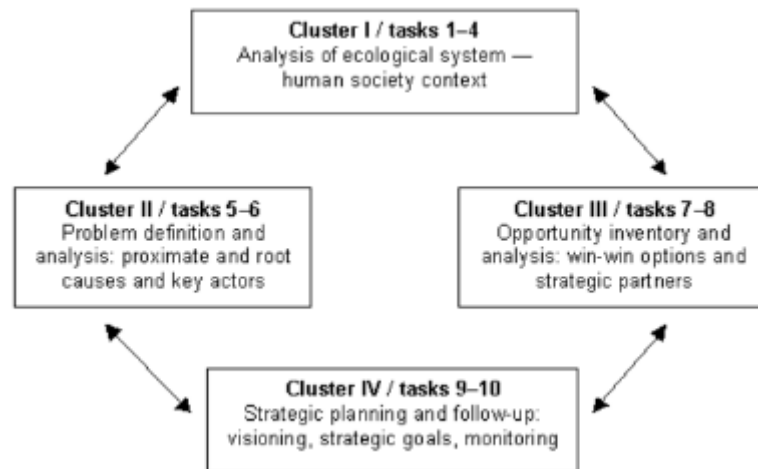 Cluster I / tasks 1–4
Analysis of ecological system —
human society context
Cluster II / tasks 5–6
Problem definition and
analysis: proximate and root
causes and key actors
Cluster III / tasks 7–8
Opportunity inventory and
analysis: win-win options and
strategic partners
Cluster IV / tasks 9–10
Strategic planning and follow-up:
visioning, strategic goals, monitoring